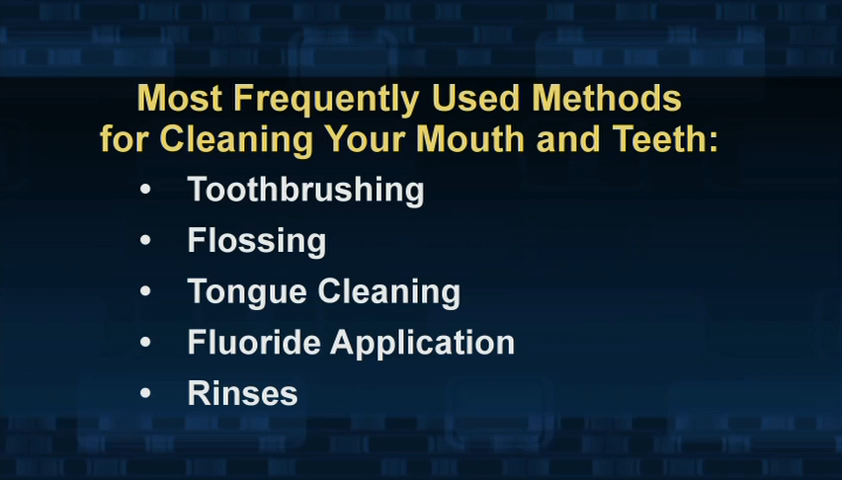 Most Frequently Used Methods
for Cleaning Your Mouth and Teeth:
• Toothbrushing
• Flossing
• Tongue Cleaning
• Fluoride Application
• Rinses